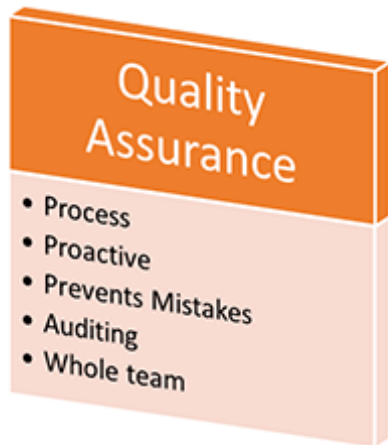 Quality
Assurance
• Process
• Proactive
• Prevents Mistakes
• Auditing
• Whole team